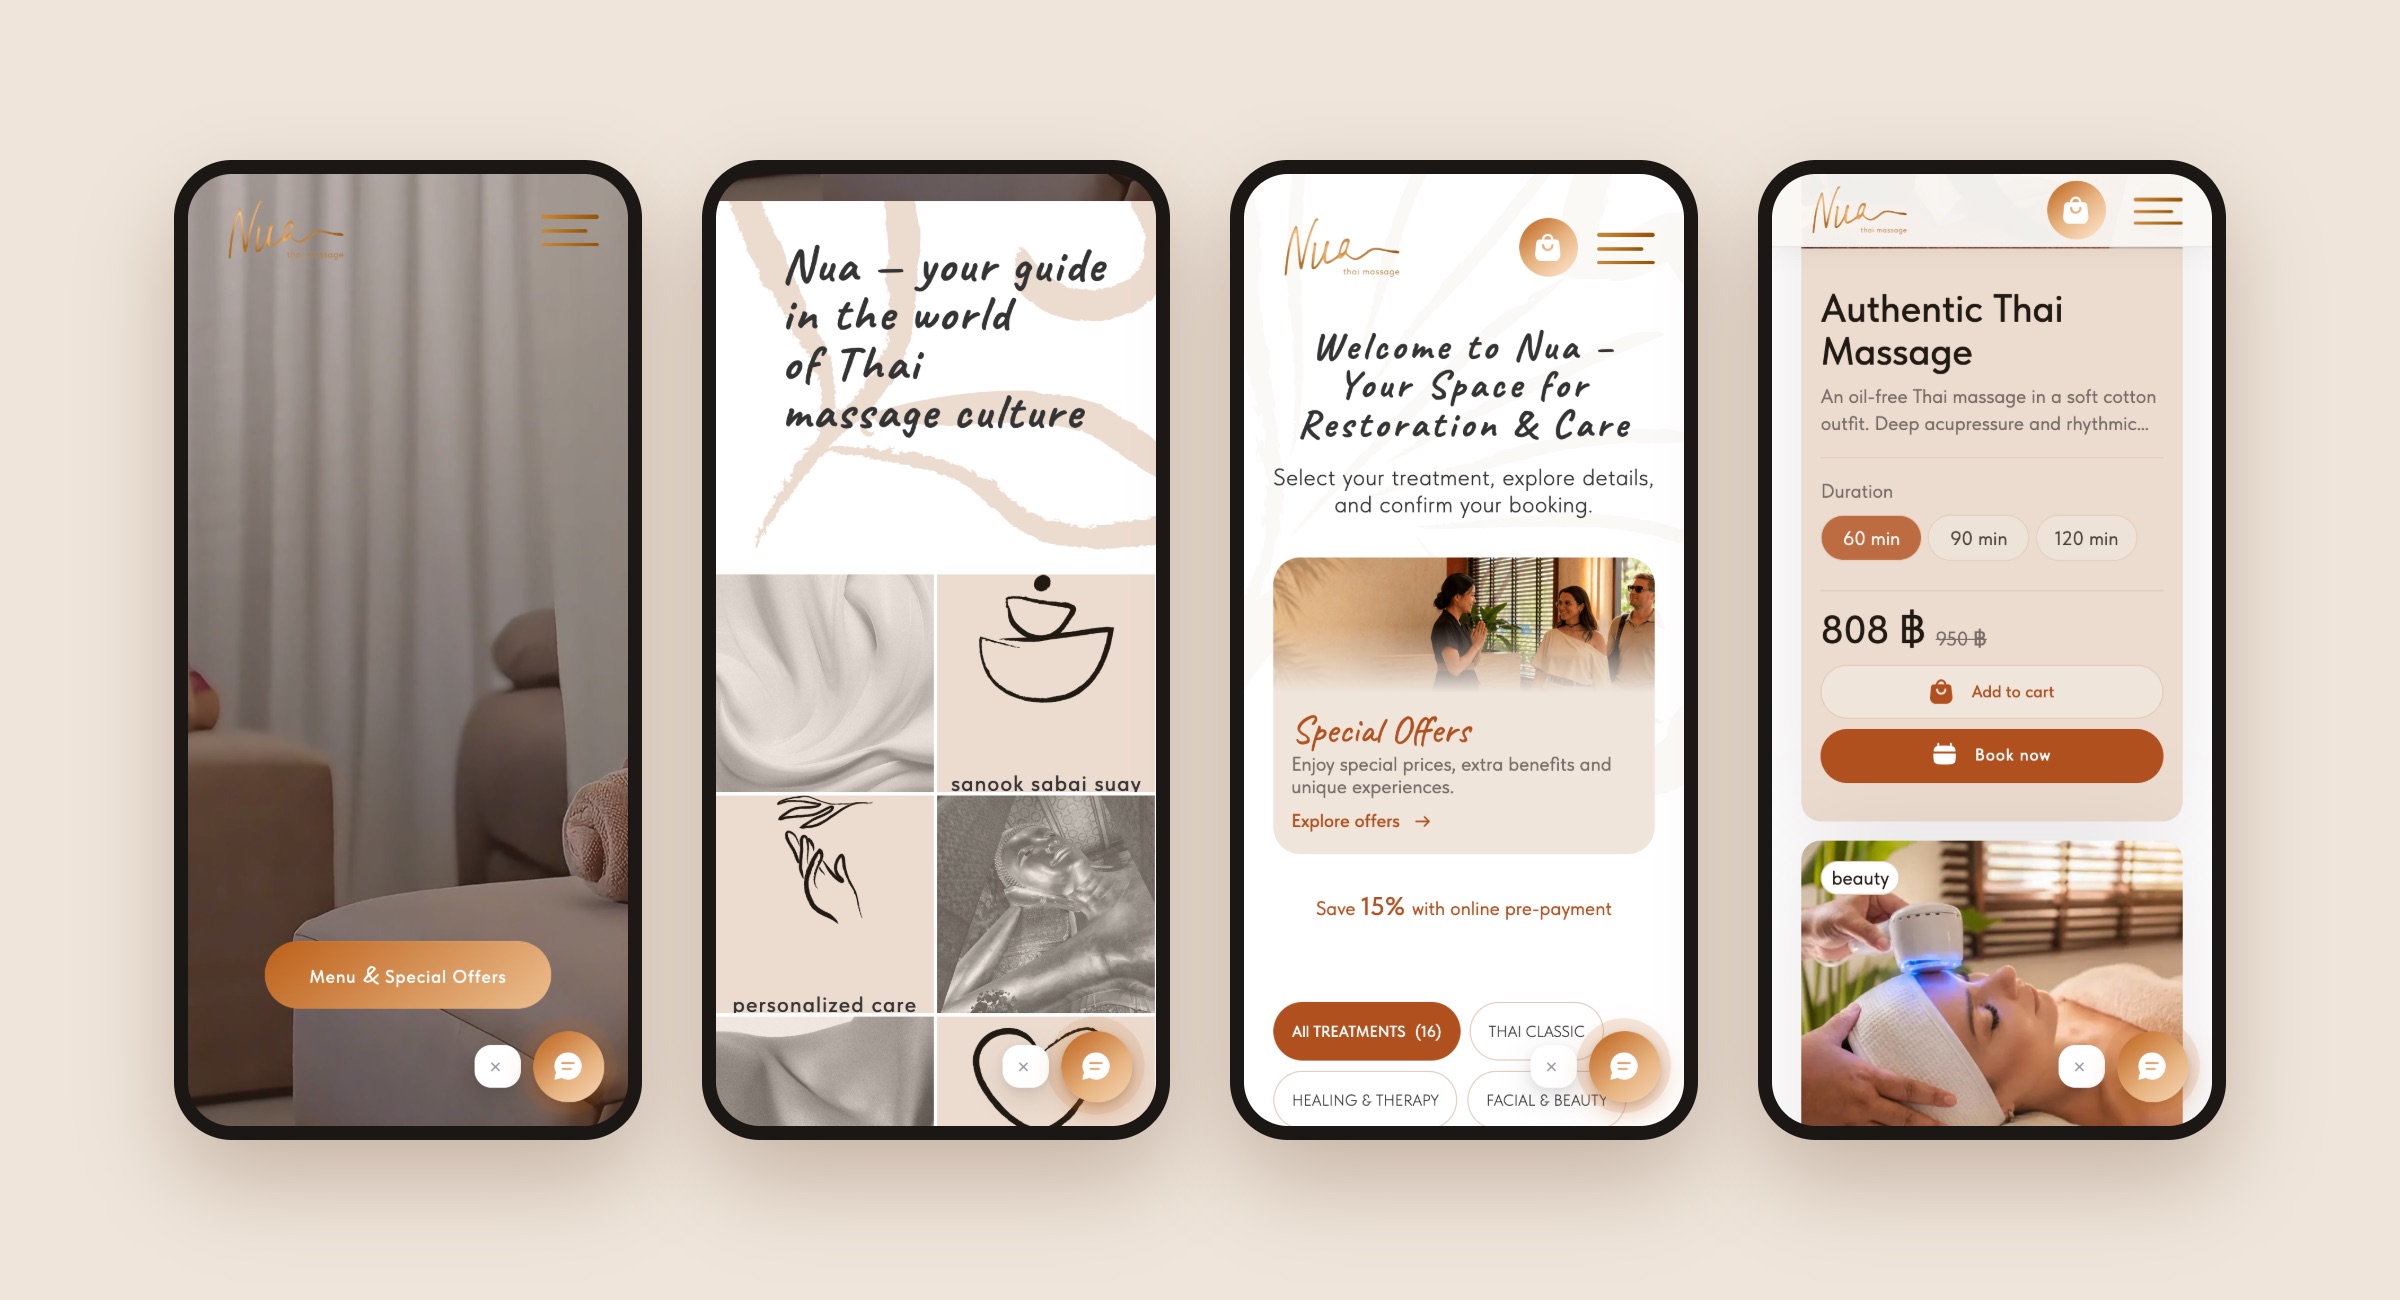 Nua
thai massage
Menu & Special Offers
Nua – your guide
in the world
of Thai
massage culture
sanook sabai suay
personalized care
Nua
thai massage
Welcome to Nua –
Your Space for
Restoration & Care
Select your treatment, explore details,
and confirm your booking.
Special Offers
Enjoy special prices, extra benefits and
unique experiences.
Explore offers →
Save 15% with online pre-payment
All TREATMENTS (16)
THAI CLASSIC
HEALING & THERAPY
FACIAL & BEAUTY
Nua
thai massage
Authentic Thai
Massage
An oil-free Thai massage in a soft cotton
outfit. Deep acupressure and rhythmic...
Duration
60 min
90 min
120 min
808 ฿ 950 ฿
Add to cart
Book now
beauty